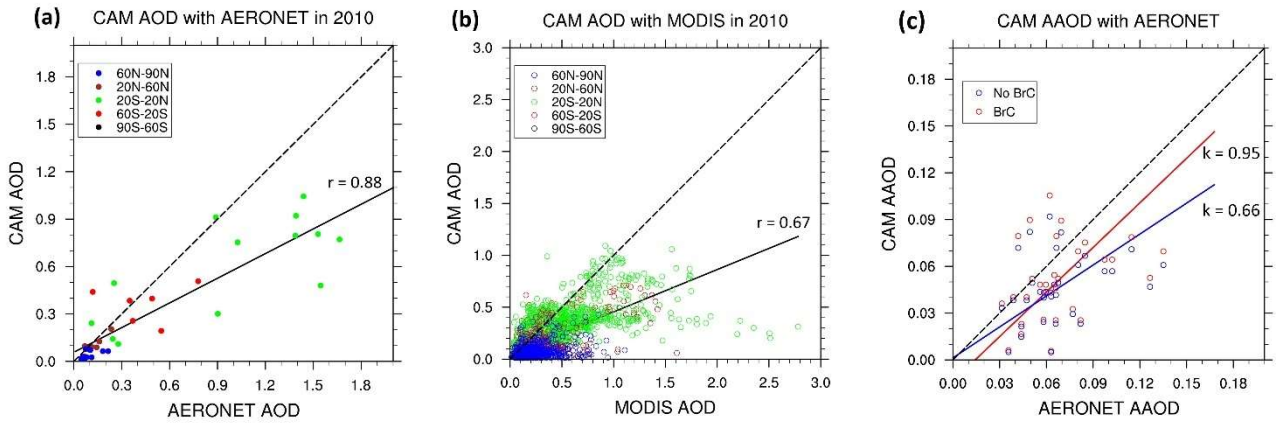 (a)
CAM AOD with AERONET in 2010
CAM AOD
1.8
1.5
1.2
0.9
0.6
0.3
0.0
60N-90N
20N-60N
20S-20N
60S-20S
90S-60S
r = 0.88
0.0 0.3 0.6 0.9 1.2 1.5 1.8
AERONET AOD
(b)
CAM AOD with MODIS in 2010
CAM AOD
3.0
2.5
2.0
1.5
1.0
0.5
0.0
60N-90N
20N-60N
20S-20N
60S-20S
90S-60S
r = 0.67
0.0 0.5 1.0 1.5 2.0 2.5 3.0
MODIS AOD
(c)
CAM AAOD with AERONET
CAM AAOD
0.18
0.15
0.12
0.09
0.06
0.03
0.00
No BrC
BrC
k = 0.95
k = 0.66
0.00 0.03 0.06 0.09 0.12 0.15 0.18
AERONET AAOD